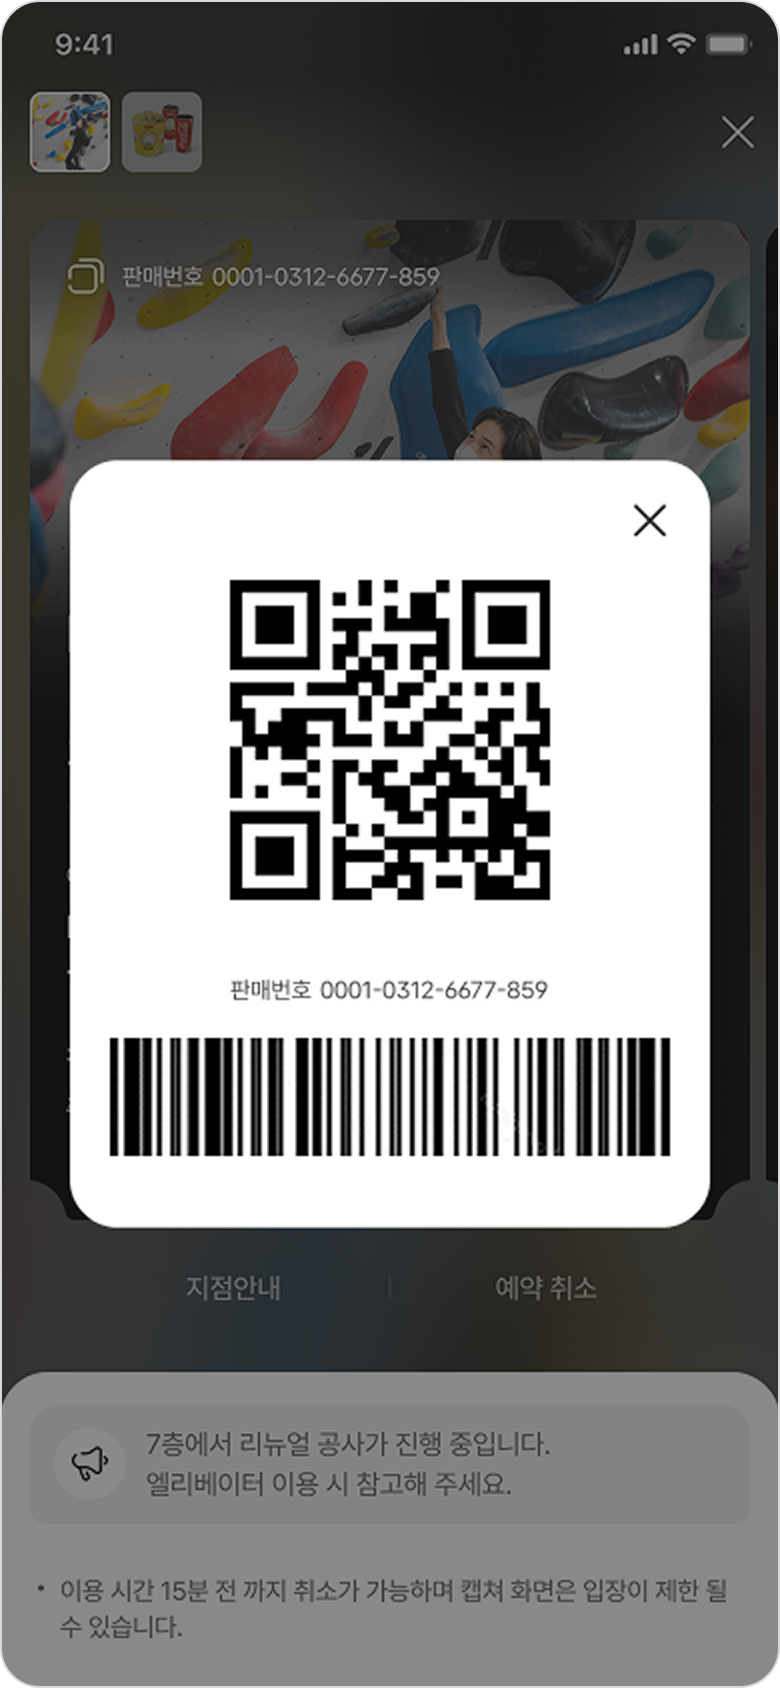 9:41
판매번호 0001-0312-6677-859
판매번호 0001-0312-6677-859
지점안내
예약 취소
7층에서 리뉴얼 공사가 진행 중입니다.
엘리베이터 이용 시 참고해 주세요.
• 이용 시간 15분 전 까지 취소가 가능하며 캡쳐 화면은 입장이 제한 될
수 있습니다.